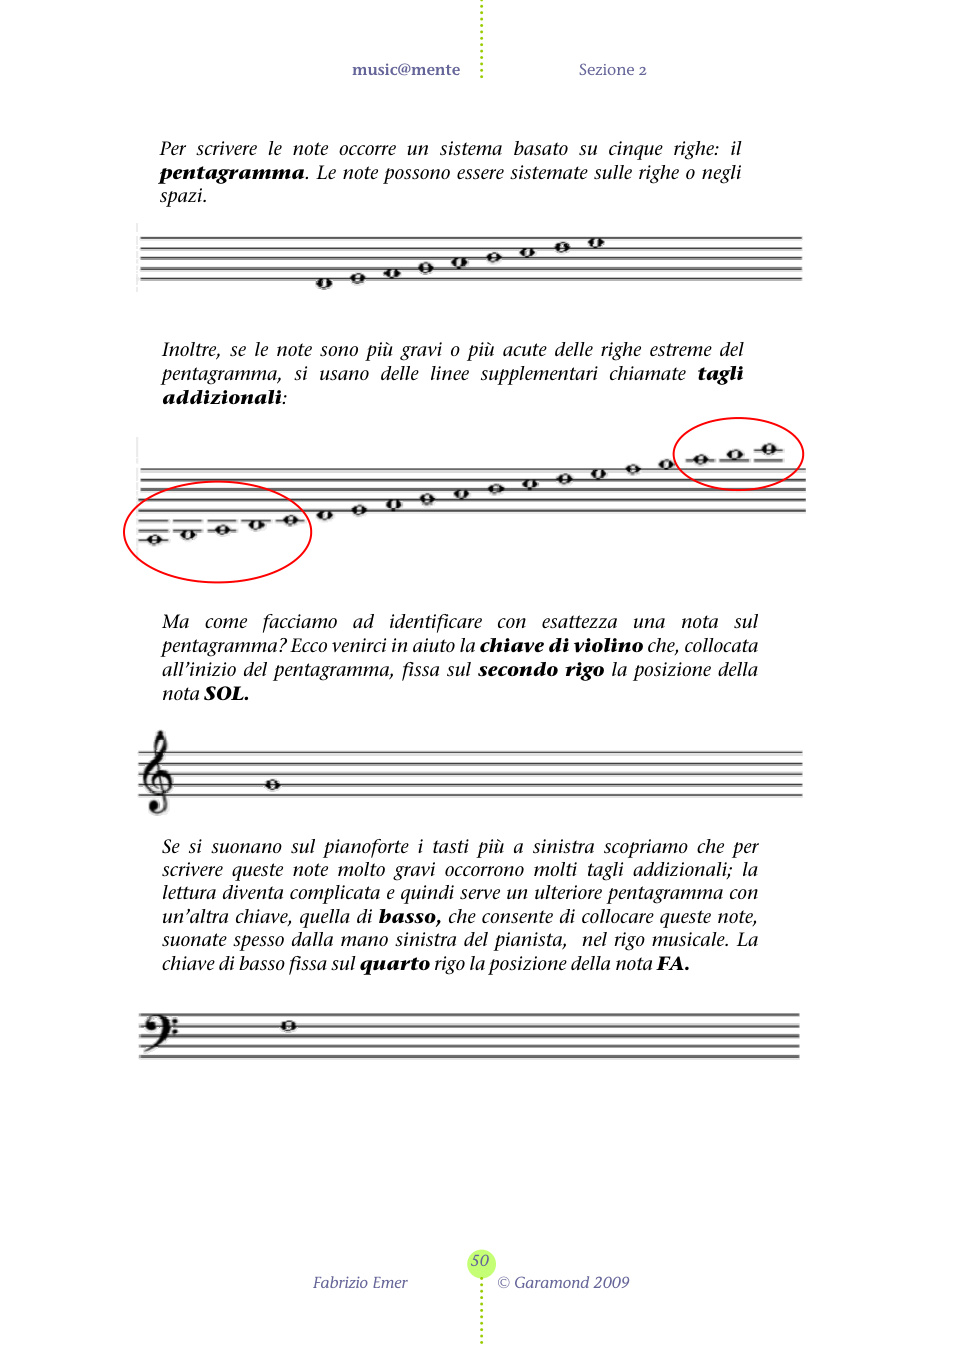 music@mente Sezione 2
Per scrivere le note occorre un sistema basato su cinque righe: il
pentagramma. Le note possono essere sistemate sulle righe o negli
spazi.
Inoltre, se le note sono più gravi o più acute delle righe estreme del
pentagramma, si usano delle linee supplementari chiamate tagli
addizionali:
Ma come facciamo ad identificare con esattezza una nota sul
pentagramma? Ecco venirci in aiuto la chiave di violino che, collocata
all’inizio del pentagramma, fissa sul secondo rigo la posizione della
nota SOL.
Se si suonano sul pianoforte i tasti più a sinistra scopriamo che per
scrivere queste note molto gravi occorrono molti tagli addizionali; la
lettura diventa complicata e quindi serve un ulteriore pentagramma con
un’altra chiave, quella di basso, che consente di collocare queste note,
suonate spesso dalla mano sinistra del pianista, nel rigo musicale. La
chiave di basso fissa sul quarto rigo la posizione della nota FA.
50
Fabrizio Emer © Garamond 2009